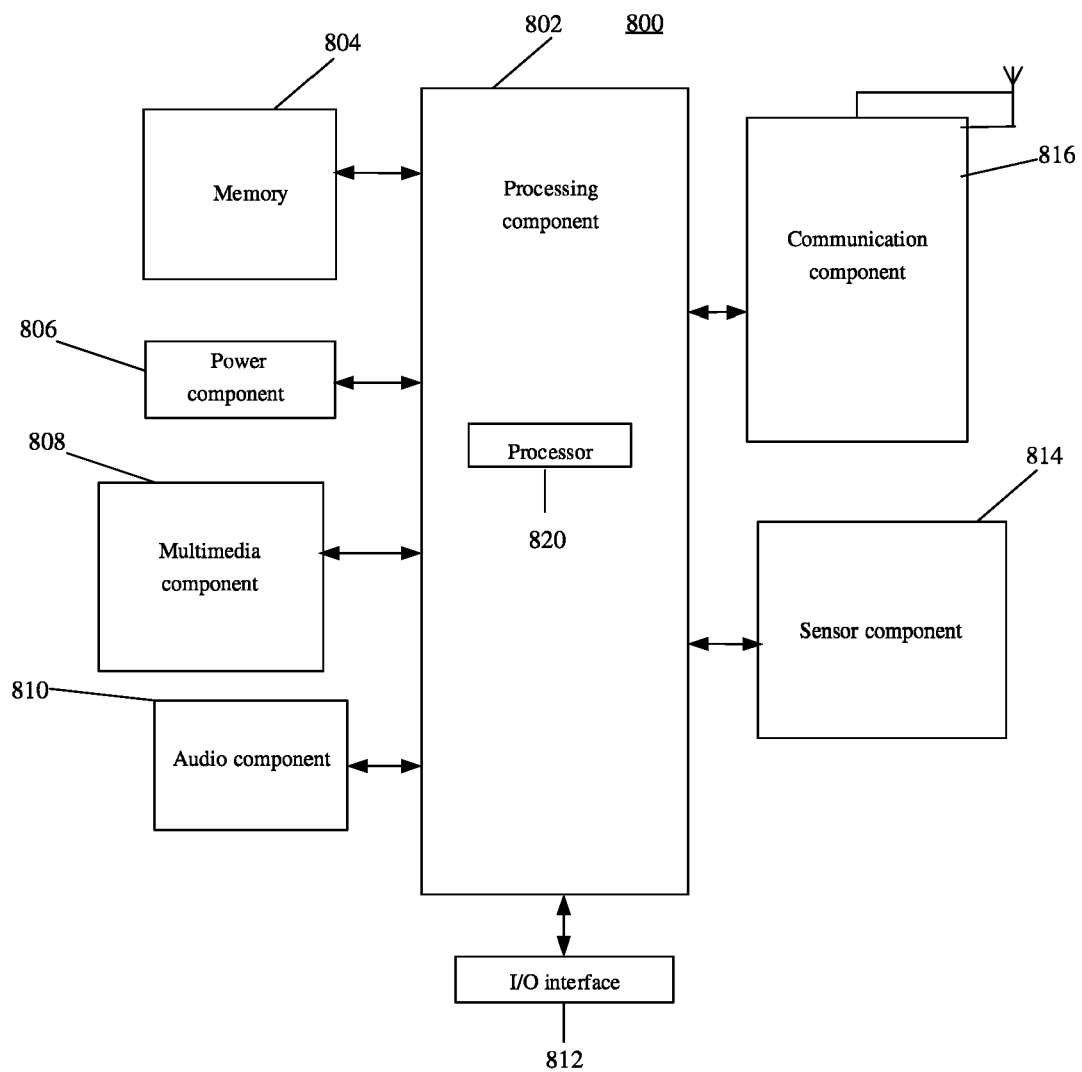 802
800
804
Processing
component
Memory
816
Communication
component
806
Power
component
808
Processor
820
814
Multimedia
component
Sensor component
810
Audio component
I/O interface
812